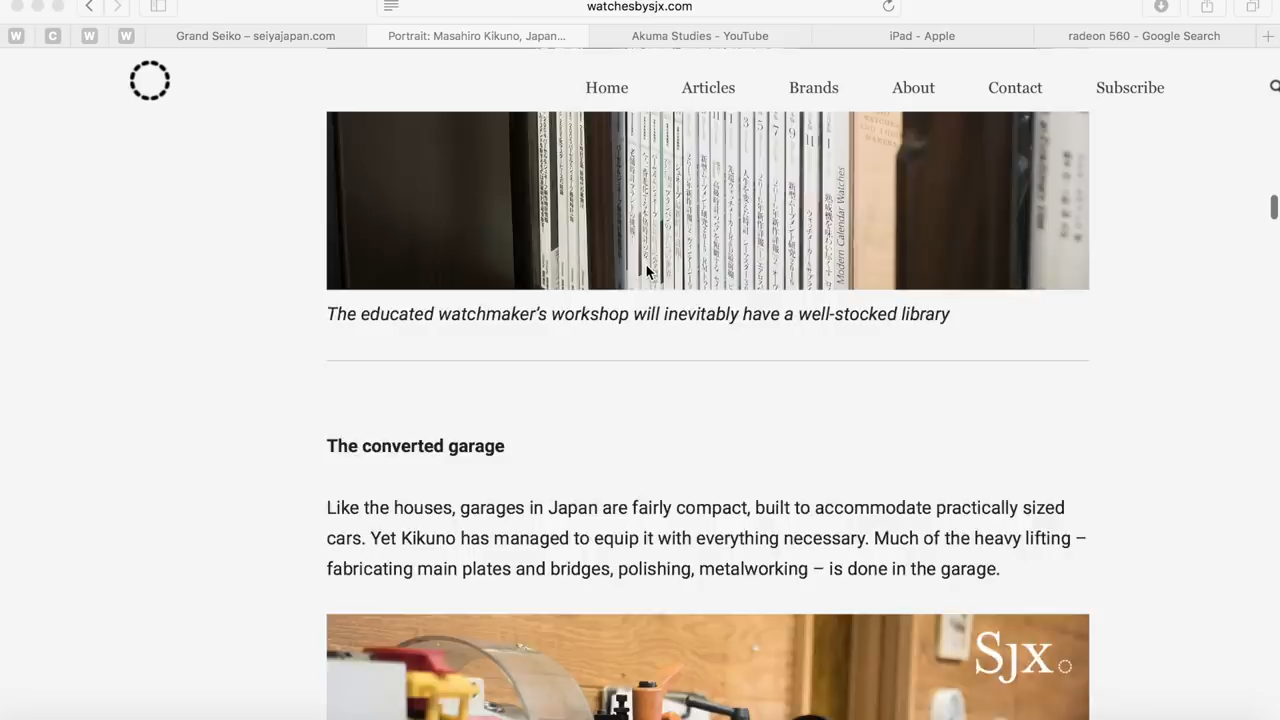 watchesbysjx.com
W
C
W
W
Grand Seiko – seiyajapan.com
Portrait: Masahiro Kikuno, Japan...
Akuma Studies - YouTube
iPad - Apple
radeon 560 - Google Search
Home
Articles
Brands
About
Contact
Subscribe
Modern Calendar Watches
The educated watchmaker's workshop will inevitably have a well-stocked library
The converted garage
Like the houses, garages in Japan are fairly compact, built to accommodate practically sized
cars. Yet Kikuno has managed to equip it with everything necessary. Much of the heavy lifting –
fabricating main plates and bridges, polishing, metalworking – is done in the garage.
SJX